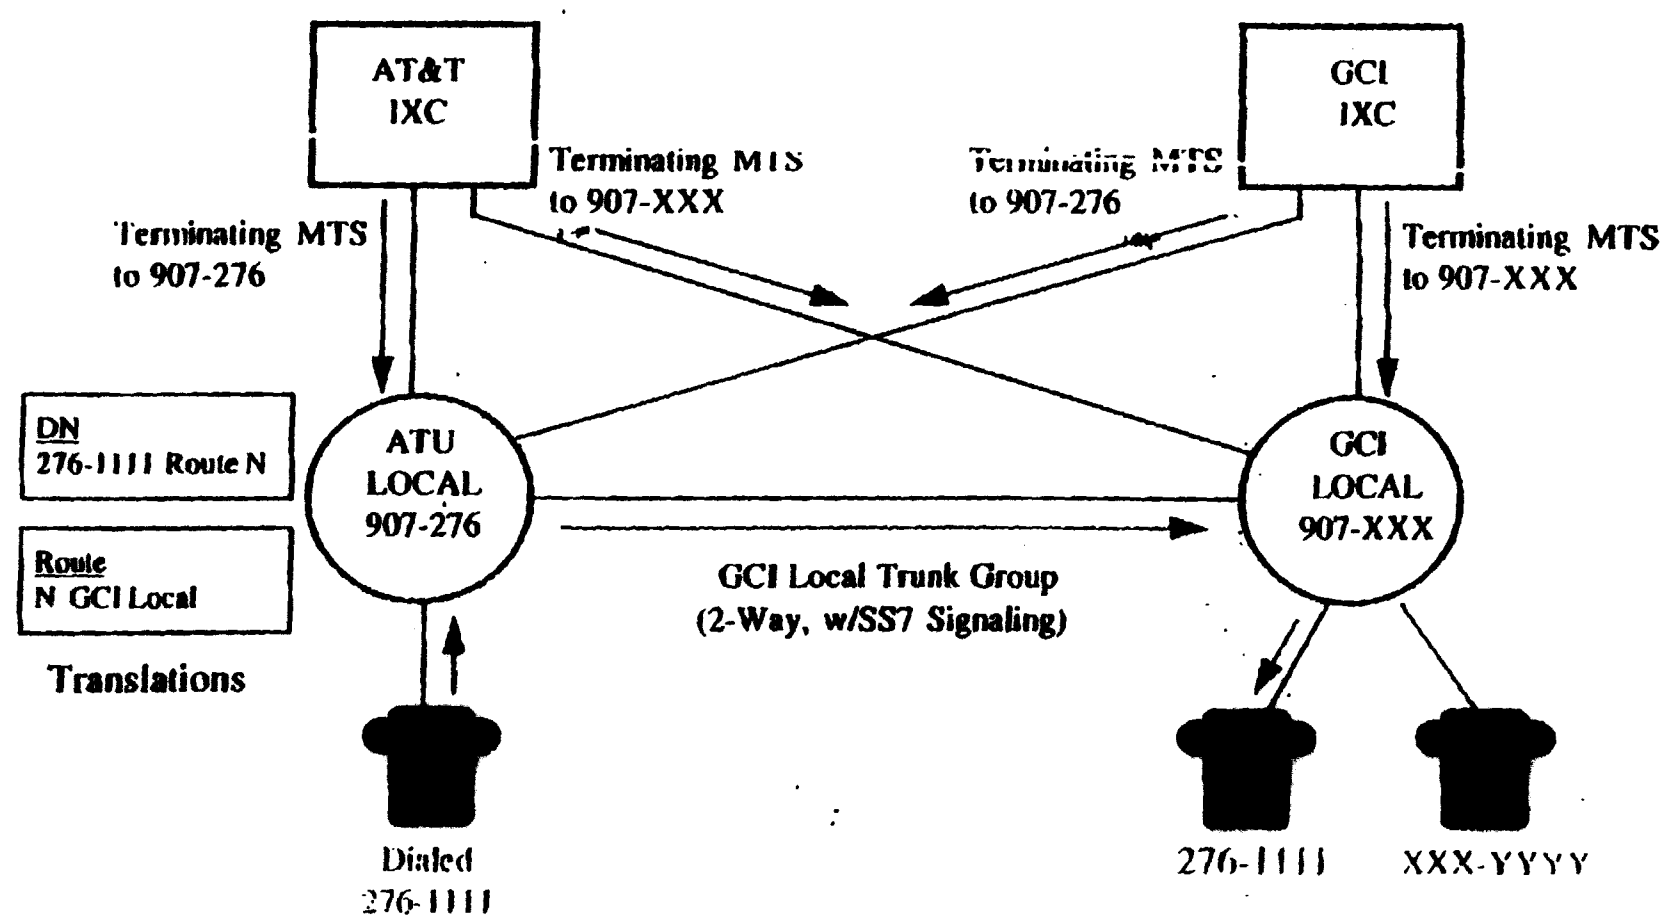 AT&T
IXC
GCI
IXC
Terminating MTS
to 907-XXX
Terminating MTS
to 907-276
Terminating MTS
to 907-276
Terminating MTS
to 907-XXX
DN
276-1111 Route N
ATU
LOCAL
907-276
GCI
LOCAL
907-XXX
Route
N GCI Local
GCI Local Trunk Group
(2-Way, w/SS7 Signaling)
Translations
Dialed
276-1111
276-1111
XXX-YYYY